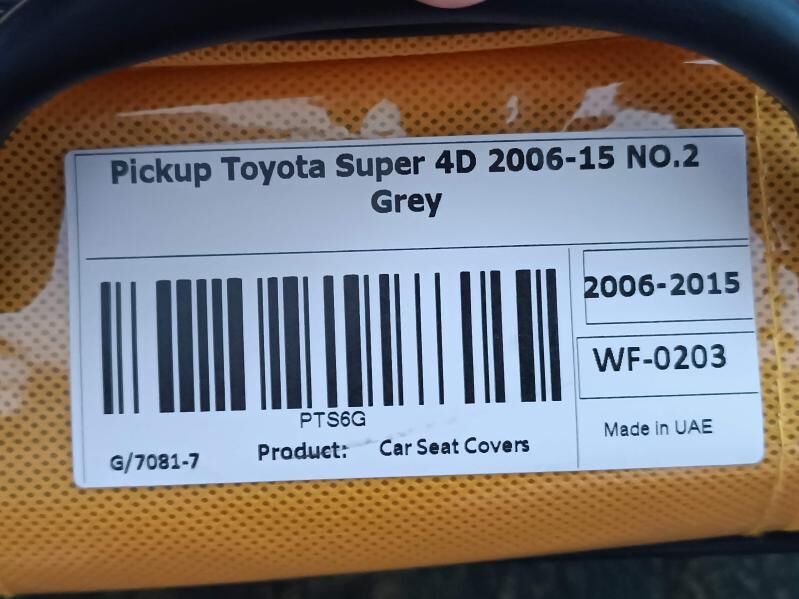 Pickup Toyota Super 4D 2006-15 NO.2
Grey
2006-2015
WF-0203
PTS6G
Made in UAE
G/7081-7 Product: Car Seat Covers